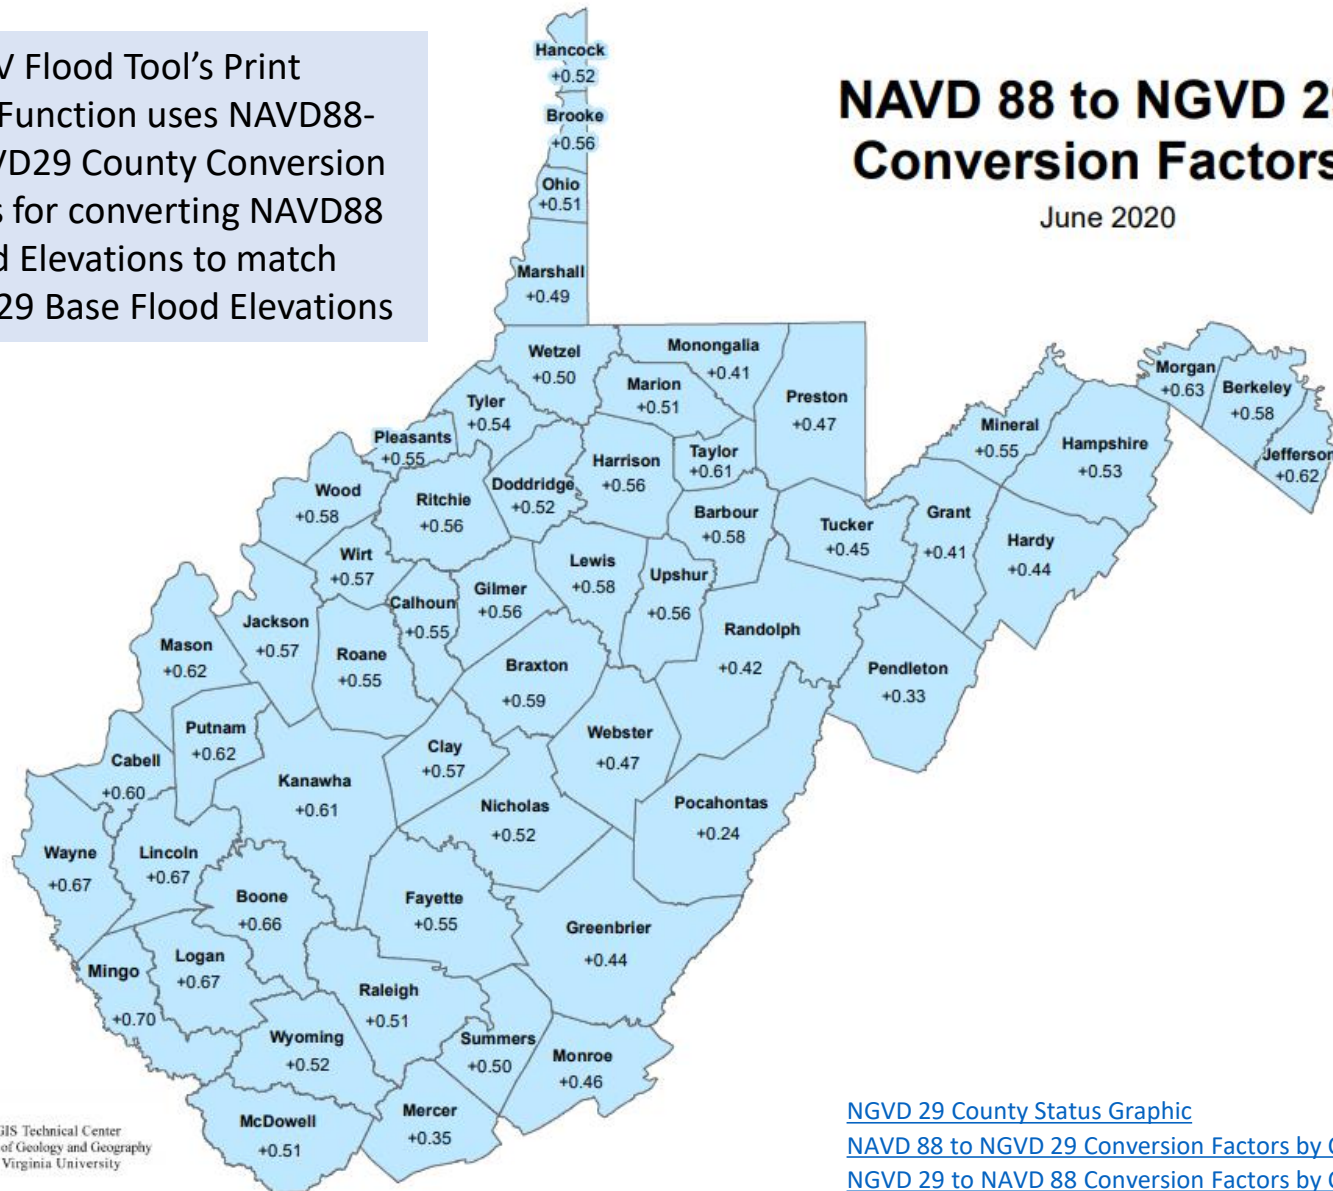 V Flood Tool's Print
Function uses NAVD88-
VD29 County Conversion
s for converting NAVD88
d Elevations to match
29 Base Flood Elevations
NAVD 88 to NGVD 29
Conversion Factors
June 2020
Hancock
+0.52
Brooke
+0.56
Ohio
+0.51
Marshall
+0.49
Wetzel
+0.50
Monongalia
+0.41
Marion
+0.51
Preston
+0.47
Tyler
+0.54
Pleasants
+0.55
Doddridge
+0.52
Harrison
+0.56
Taylor
+0.61
Morgan
+0.63
Berkeley
+0.58
Jefferson
+0.62
Mineral
+0.55
Hampshire
+0.53
Wood
+0.58
Ritchie
+0.56
Barbour
+0.58
Tucker
+0.45
Grant
+0.41
Hardy
+0.44
Wirt
+0.57
Calhoun
+0.55
Gilmer
+0.56
Lewis
+0.58
Upshur
+0.56
Randolph
+0.42
Pendleton
+0.33
Mason
+0.62
Jackson
+0.57
Roane
+0.55
Braxton
+0.59
Webster
+0.47
Pocahontas
+0.24
Putnam
+0.62
Cabell
+0.60
Kanawha
+0.61
Clay
+0.57
Nicholas
+0.52
Wayne
+0.67
Lincoln
+0.67
Boone
+0.66
Fayette
+0.55
Greenbrier
+0.44
Mingo
+0.70
Logan
+0.67
Raleigh
+0.51
Wyoming
+0.52
Summers
+0.50
Monroe
+0.46
McDowell
+0.51
Mercer
+0.35
GIS Technical Center
of Geology and Geography
Virginia University
NGVD 29 County Status Graphic
NAVD 88 to NGVD 29 Conversion Factors by C
NGVD 29 to NAVD 88 Conversion Factors by C